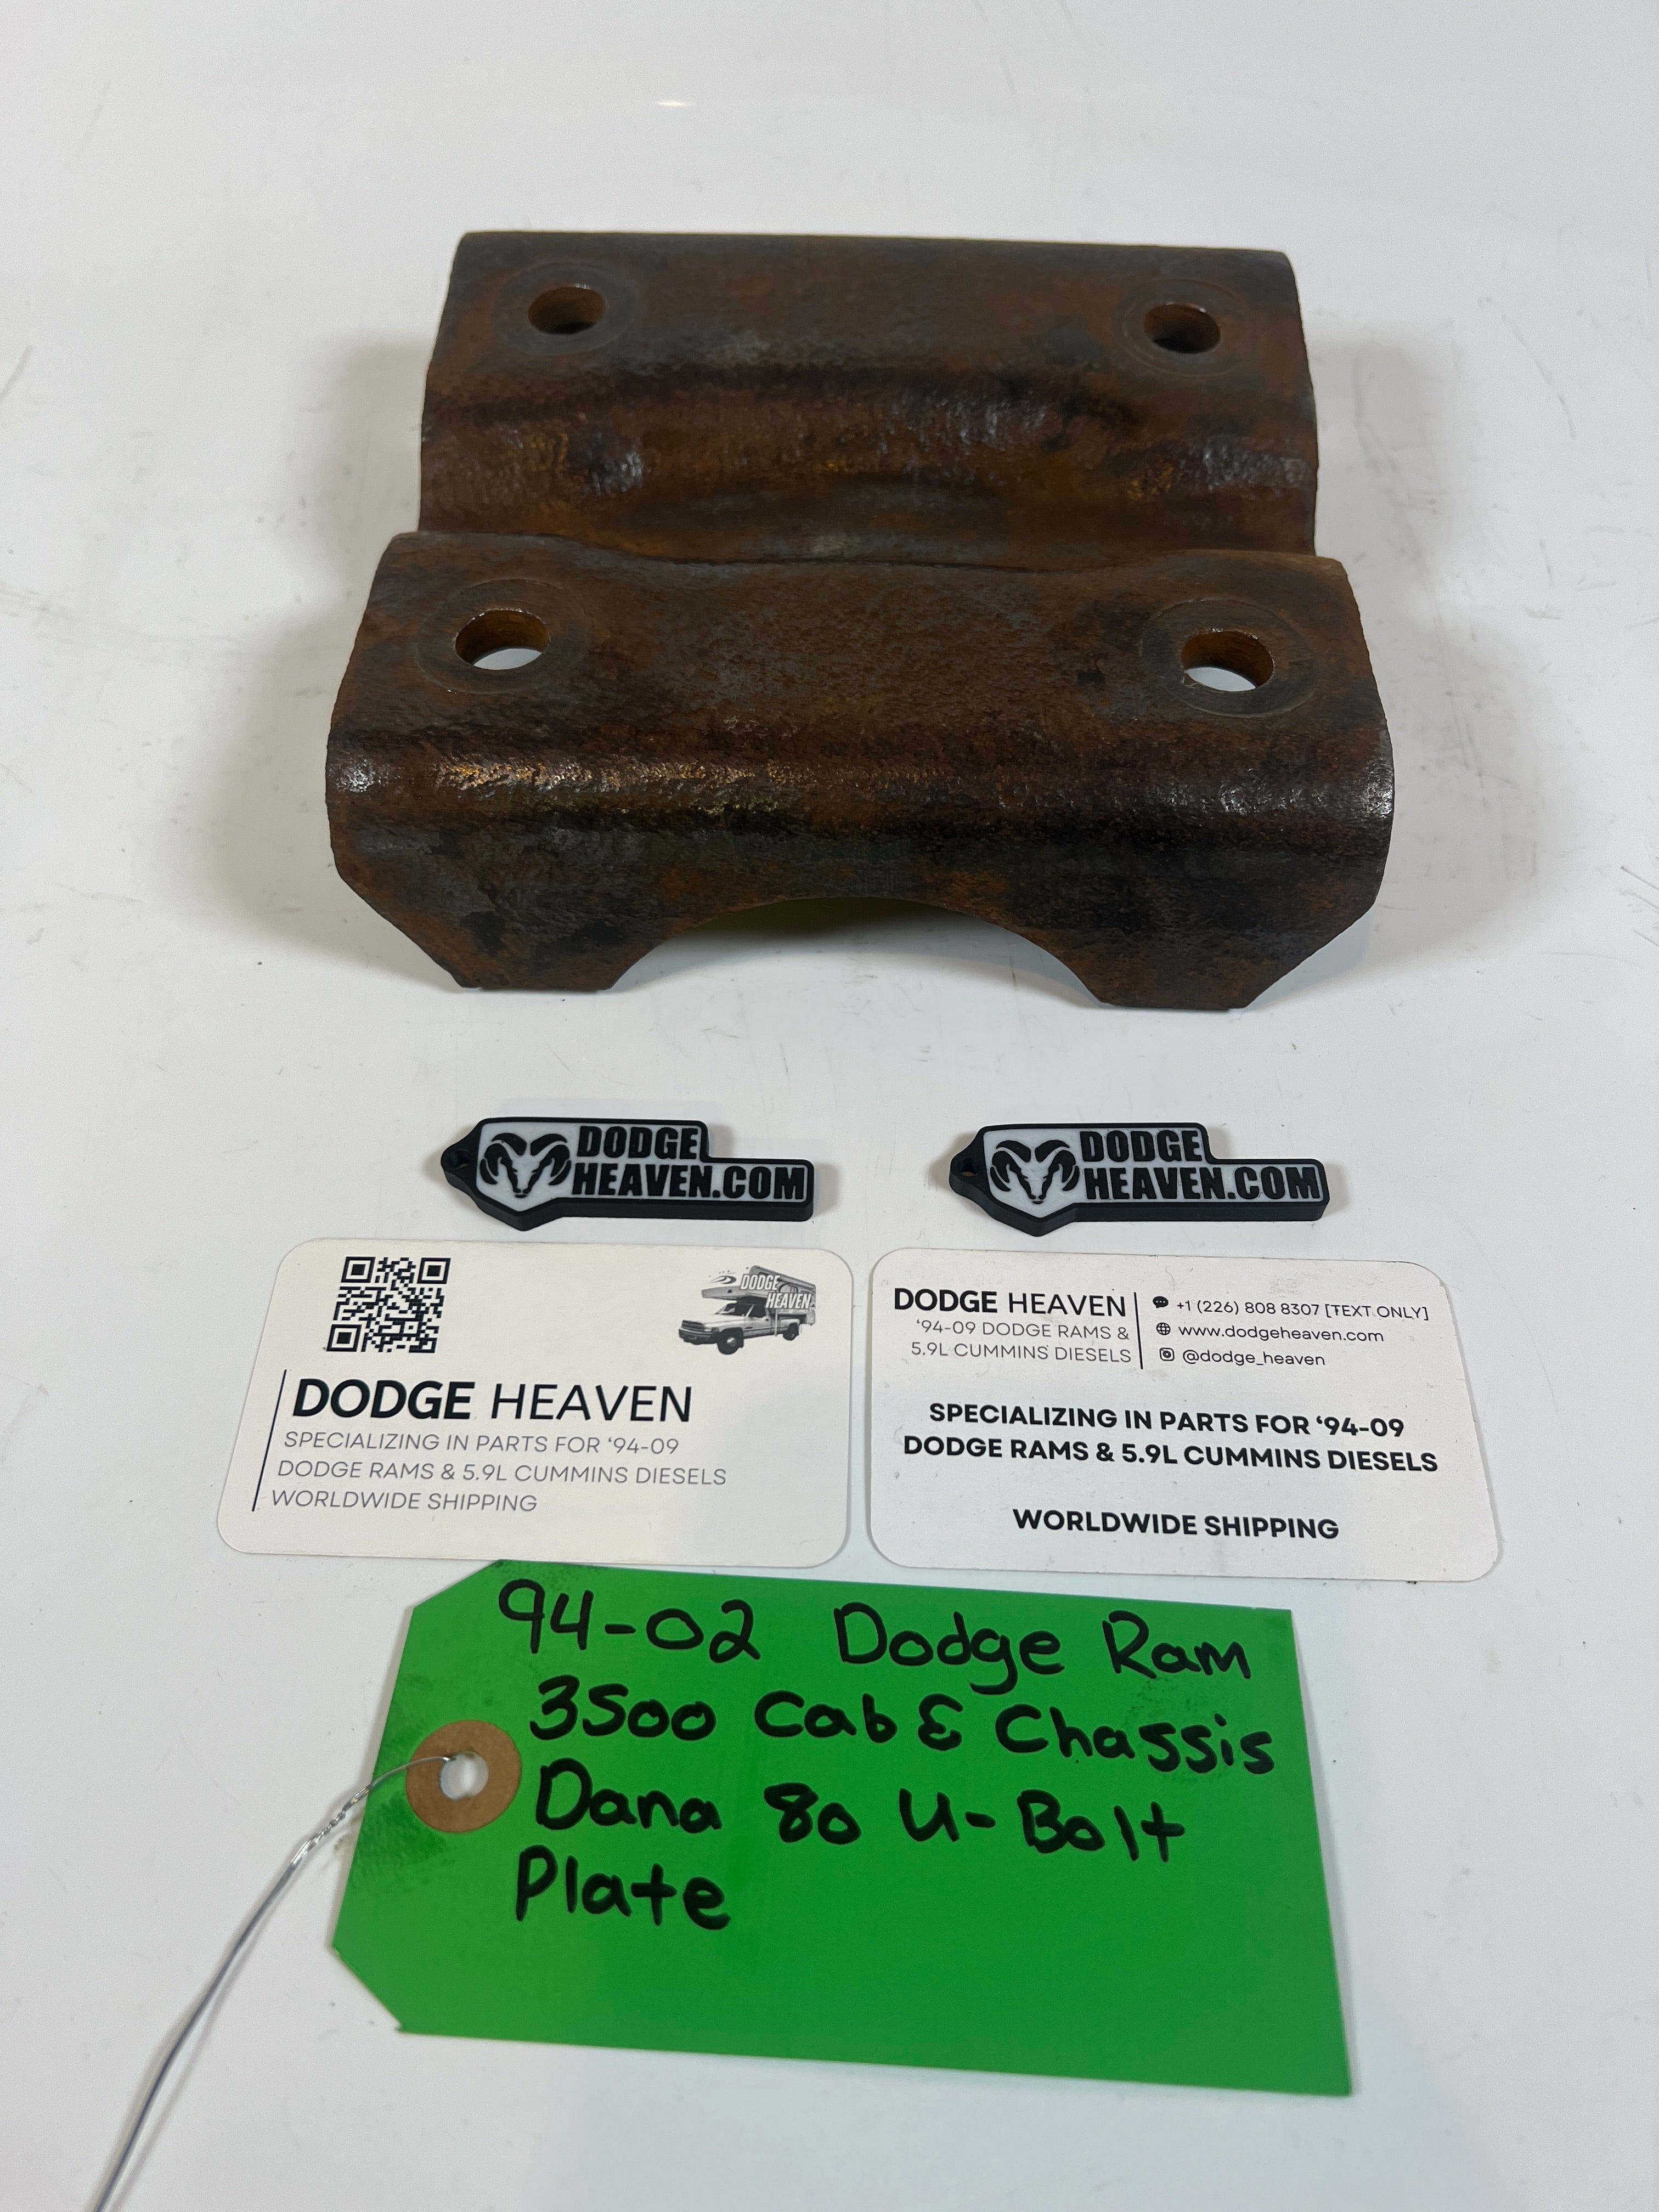 DODGE
HEAVEN.COM
DODGE
HEAVEN.COM
DODGE
HEAVEN
DODGE HEAVEN
SPECIALIZING IN PARTS FOR ‘94-09
DODGE RAMS & 5.9L CUMMINS DIESELS
WORLDWIDE SHIPPING
DODGE HEAVEN
‘94-09 DODGE RAMS &
5.9L CUMMINS DIESELS
+1 (226) 808 8307 [TEXT ONLY]
www.dodgeheaven.com
@dodge_heaven
SPECIALIZING IN PARTS FOR ‘94-09
DODGE RAMS & 5.9L CUMMINS DIESELS
WORLDWIDE SHIPPING
94-02 Dodge Ram
3500 Cab & Chassis
Dana 80 U-Bolt
Plate